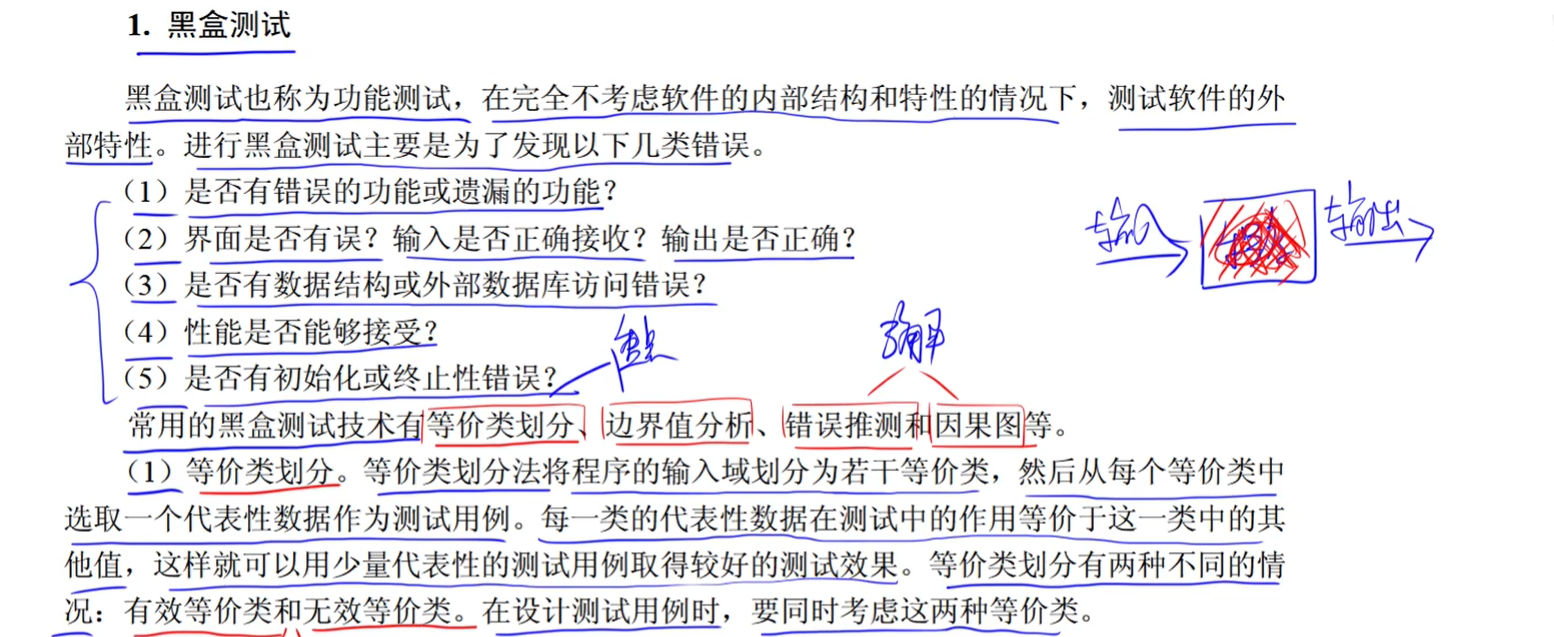 1. 黑盒测试
黑盒测试也称为功能测试，在完全不考虑软件的内部结构和特性的情况下，测试软件的外
部特性。进行黑盒测试主要是为了发现以下几类错误。
（1）是否有错误的功能或遗漏的功能？
（2）界面是否有误？输入是否正确接收？输出是否正确？
输入
输出
（3）是否有数据结构或外部数据库访问错误？
（4）性能是否能够接受？
（5）是否有初始化或终止性错误？
常用的黑盒测试技术有等价类划分、边界值分析、错误推测和因果图等。
（1）等价类划分。等价类划分法将程序的输入域划分为若干等价类，然后从每个等价类中
选取一个代表性数据作为测试用例。每一类的代表性数据在测试中的作用等价于这一类中的其
他值，这样就可以用少量代表性的测试用例取得较好的测试效果。等价类划分有两种不同的情
况：有效等价类和无效等价类。在设计测试用例时，要同时考虑这两种等价类。